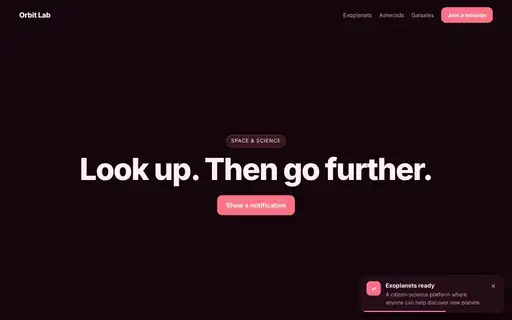 Orbit Lab
Exoplanets Asteroids Galaxies Join a mission
SPACE & SCIENCE
Look up. Then go further.
Show a notification
Exoplanets ready
A citizen-science platform where
anyone can help discover new planets.